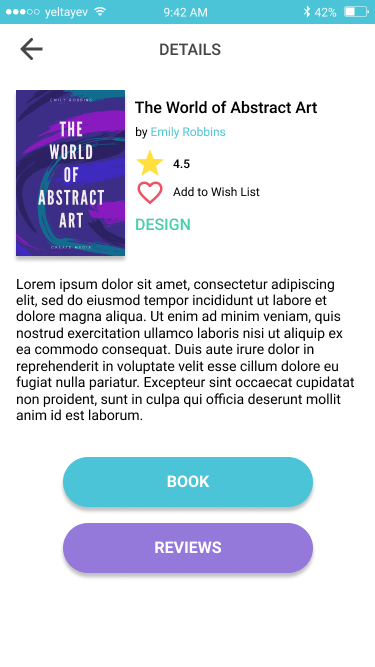 yeltayev 9:42 AM 42%
DETAILS
EMILY ROBBINS
THE
WORLD
OF
ABSTRACT
ART
CREATE MEDIA
The World of Abstract Art
by Emily Robbins
4.5
Add to Wish List
DESIGN
Lorem ipsum dolor sit amet, consectetur adipiscing
elit, sed do eiusmod tempor incididunt ut labore et
dolore magna aliqua. Ut enim ad minim veniam, quis
nostrud exercitation ullamco laboris nisi ut aliquip ex
ea commodo consequat. Duis aute irure dolor in
reprehenderit in voluptate velit esse cillum dolore eu
fugiat nulla pariatur. Excepteur sint occaecat cupidatat
non proident, sunt in culpa qui officia deserunt mollit
anim id est laborum.
BOOK
REVIEWS